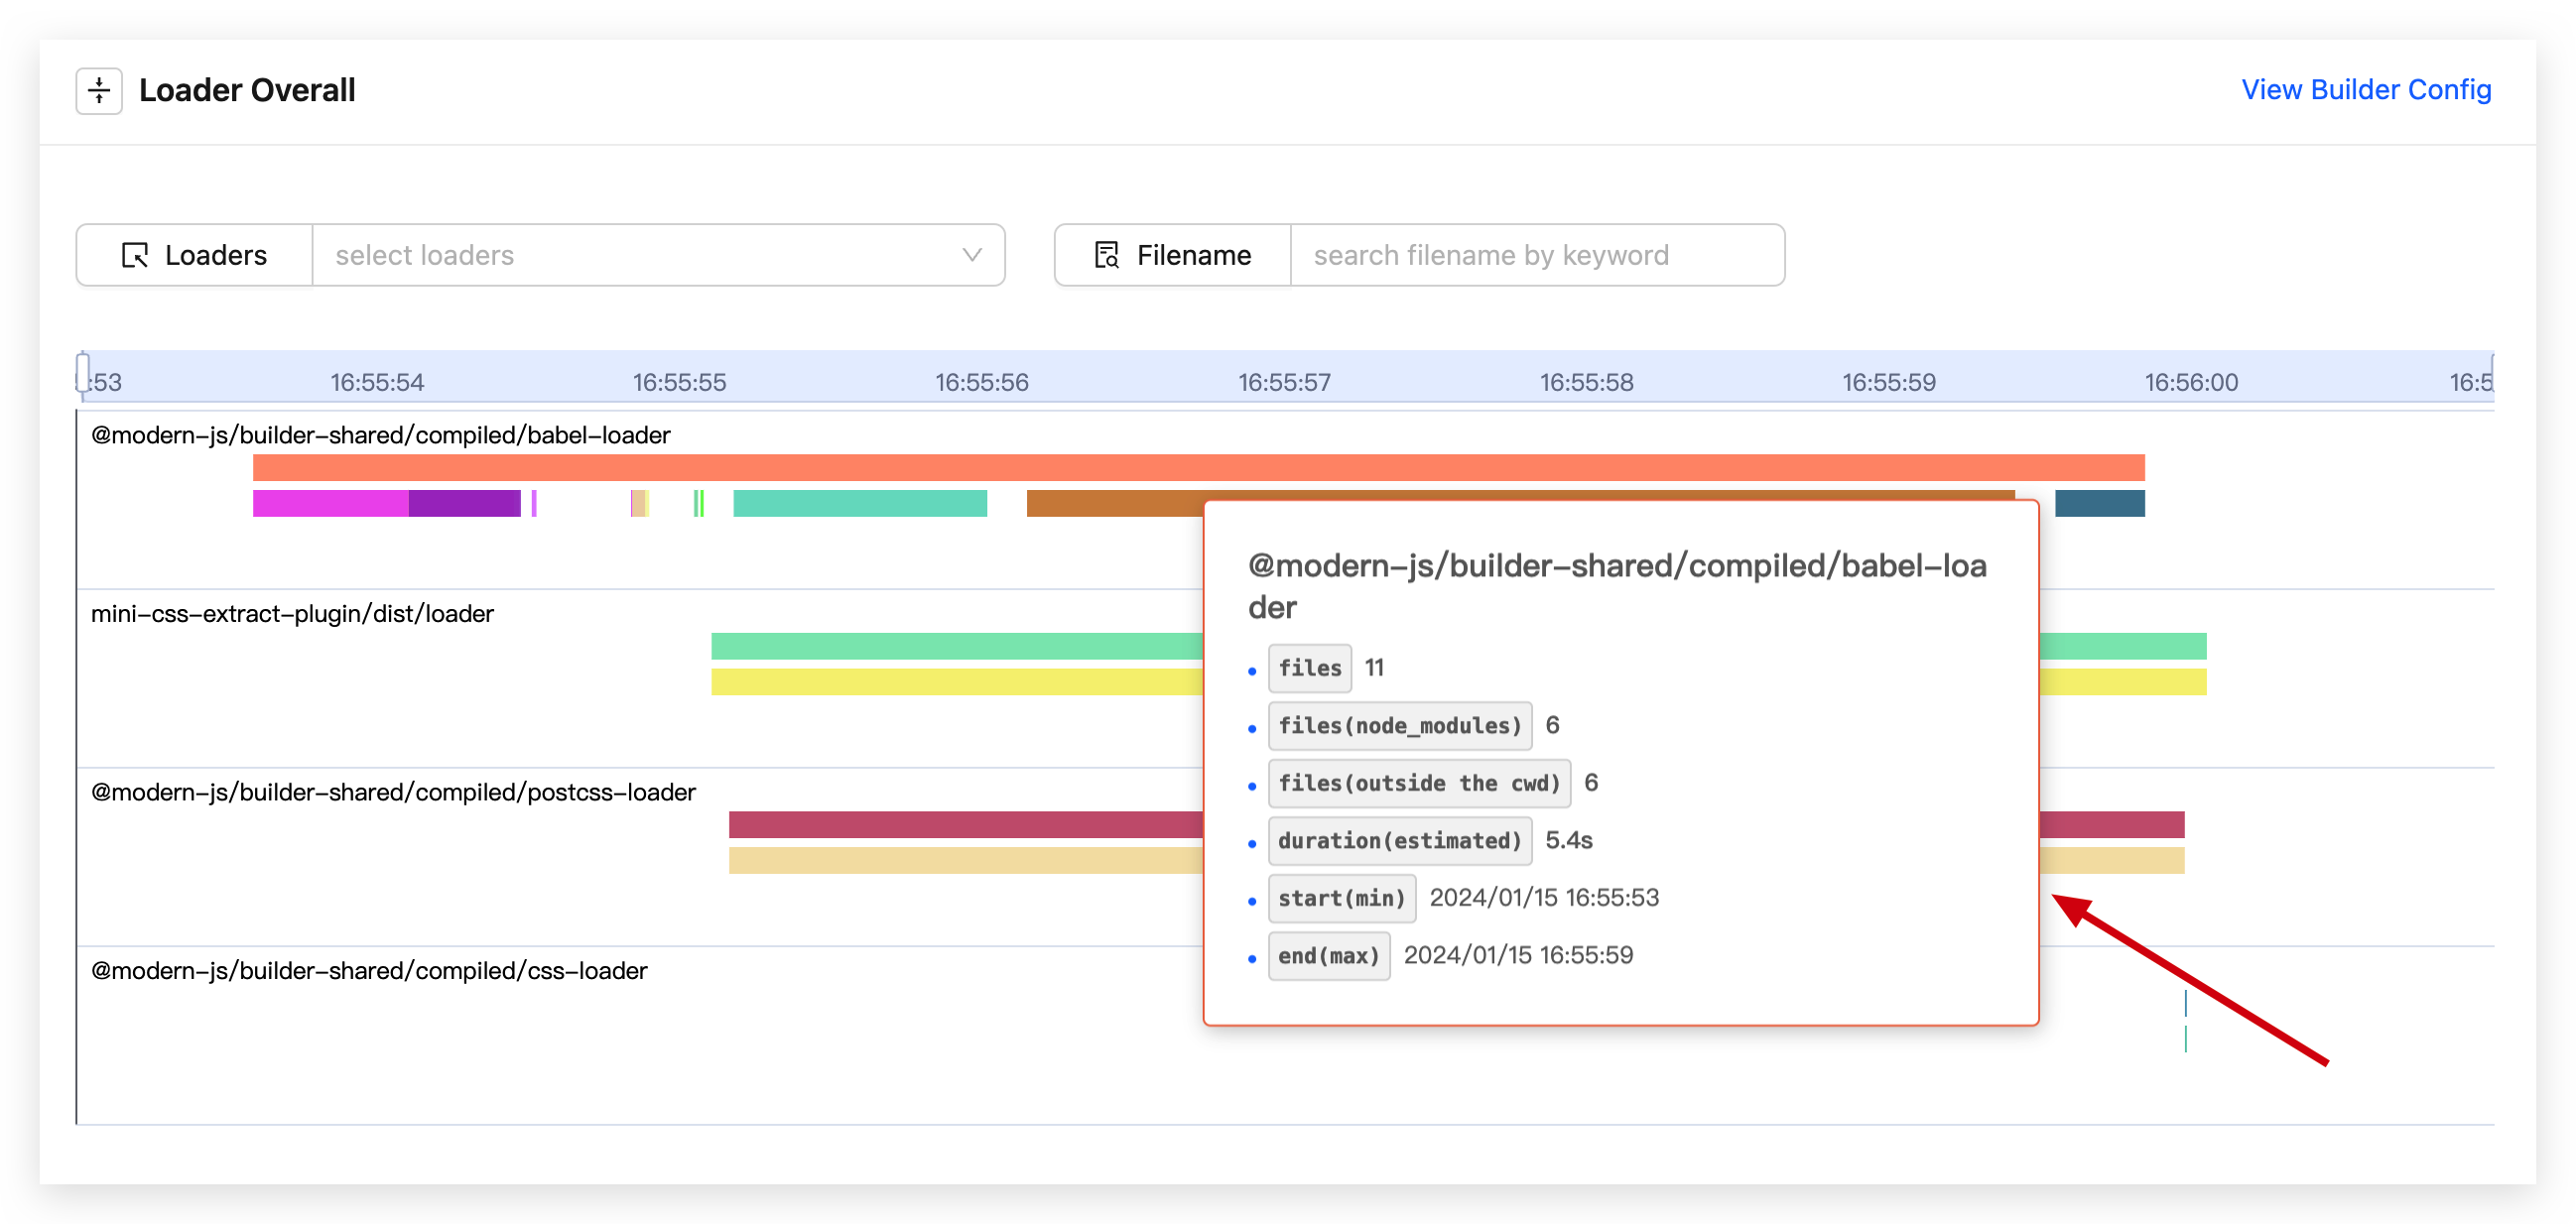 Loader Overall
View Builder Config
Loaders
select loaders
Filename
search filename by keyword
:53
16:55:54
16:55:55
16:55:56
16:55:57
16:55:58
16:55:59
16:56:00
16:5
@modern-js/builder-shared/compiled/babel-loader
mini-css-extract-plugin/dist/loader
@modern-js/builder-shared/compiled/postcss-loader
@modern-js/builder-shared/compiled/css-loader
@modern-js/builder-shared/compiled/babel-loa
der
files 11
files(node_modules) 6
files(outside the cwd) 6
duration(estimated) 5.4s
start(min) 2024/01/15 16:55:53
end(max) 2024/01/15 16:55:59